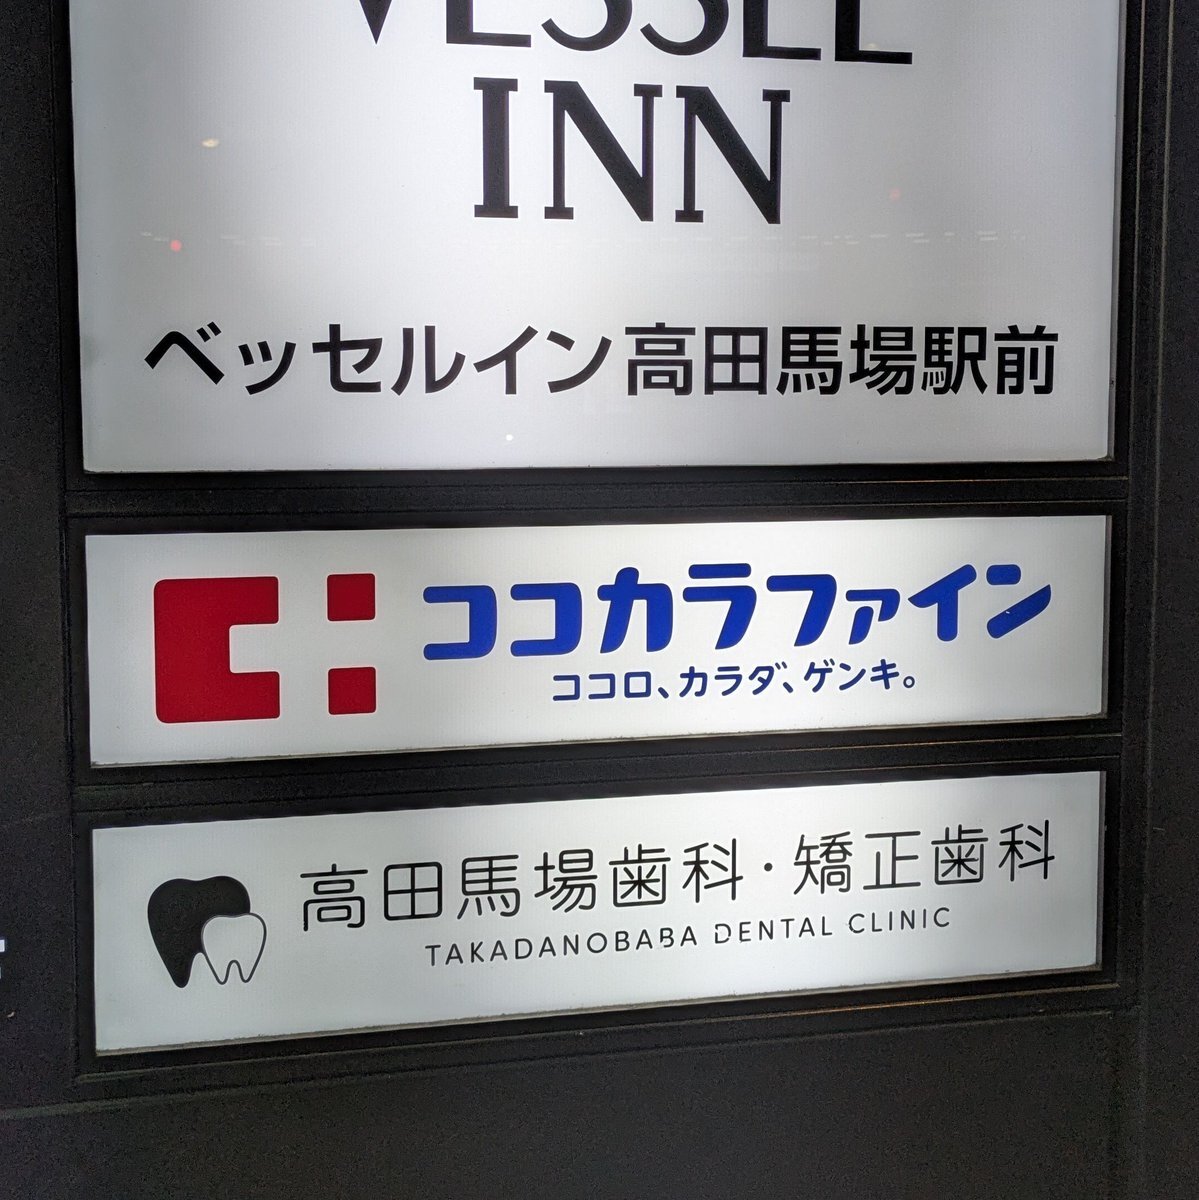 VESSEL
INN
ベッセルイン高田馬場駅前
ココカラファイン
ココロ、カラダ、ゲンキ。
高田馬場歯科・矯正歯科
TAKADANOBABA DENTAL CLINIC